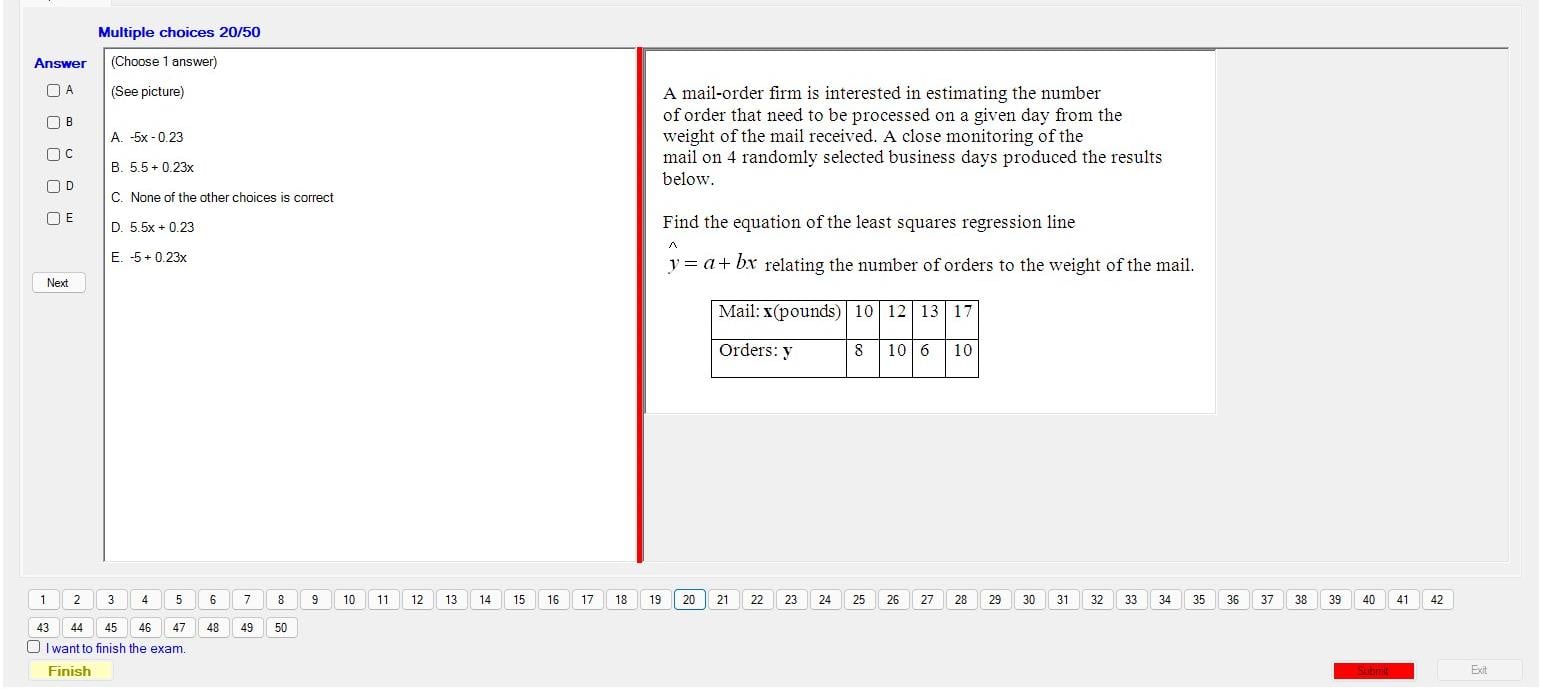 Multiple choices 20/50
Answer
A
B
C
D
E
Next
(Choose 1 answer)
(See picture)
A. -5x - 0.23
B. 5.5 + 0.23x
C. None of the other choices is correct
D. 5.5x + 0.23
E. -5 + 0.23x
A mail-order firm is interested in estimating the number
of order that need to be processed on a given day from the
weight of the mail received. A close monitoring of the
mail on 4 randomly selected business days produced the results
below.
Find the equation of the least squares regression line
ŷ = a + bx relating the number of orders to the weight of the mail.
Mail: x(pounds) 10 12 13 17
Orders: y 8 10 6 10
1 2 3 4 5 6 7 8 9 10 11 12 13 14 15 16 17 18 19 20 21 22 23 24 25 26 27 28 29 30 31 32 33 34 35 36 37 38 39 40 41 42
43 44 45 46 47 48 49 50
I want to finish the exam.
Finish
Submit
Exit